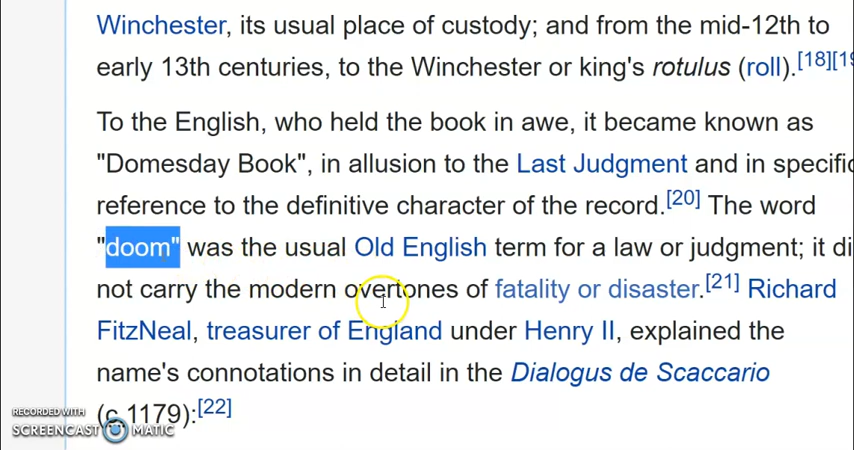 Winchester, its usual place of custody; and from the mid-12th to
early 13th centuries, to the Winchester or king's rotulus (roll).[18][19
To the English, who held the book in awe, it became known as
"Domesday Book", in allusion to the Last Judgment and in specific
reference to the definitive character of the record.[20] The word
"doom" was the usual Old English term for a law or judgment; it di
not carry the modern overtones of fatality or disaster.[21] Richard
FitzNeal, treasurer of England under Henry II, explained the
name's connotations in detail in the Dialogus de Scaccario
(c.1179):[22]
RECORDED WITH
SCREENCAST MATIC